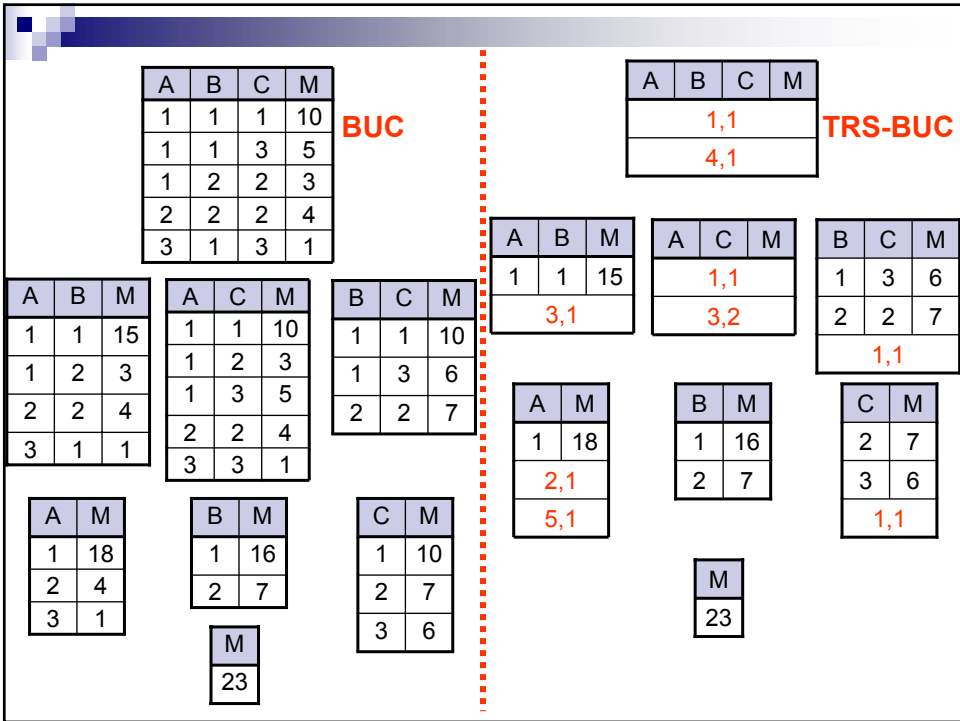 A B C M
1 1 1 10
1 1 3 5
1 2 2 3
2 2 2 4
3 1 3 1
BUC
A B M
1 1 15
1 2 3
2 2 4
3 1 1
A C M
1 1 10
1 2 3
1 3 5
2 2 4
3 3 1
B C M
1 1 10
1 3 6
2 2 7
A M
1 18
2 4
3 1
B M
1 16
2 7
C M
1 10
2 7
3 6
M
23
A B C M
1,1
4,1
TRS-BUC
A B M
1 1 15
3,1
A C M
1,1
3,2
B C M
1 3 6
2 2 7
1,1
A M
1 18
2,1
5,1
B M
1 16
2 7
C M
2 7
3 6
1,1
M
23